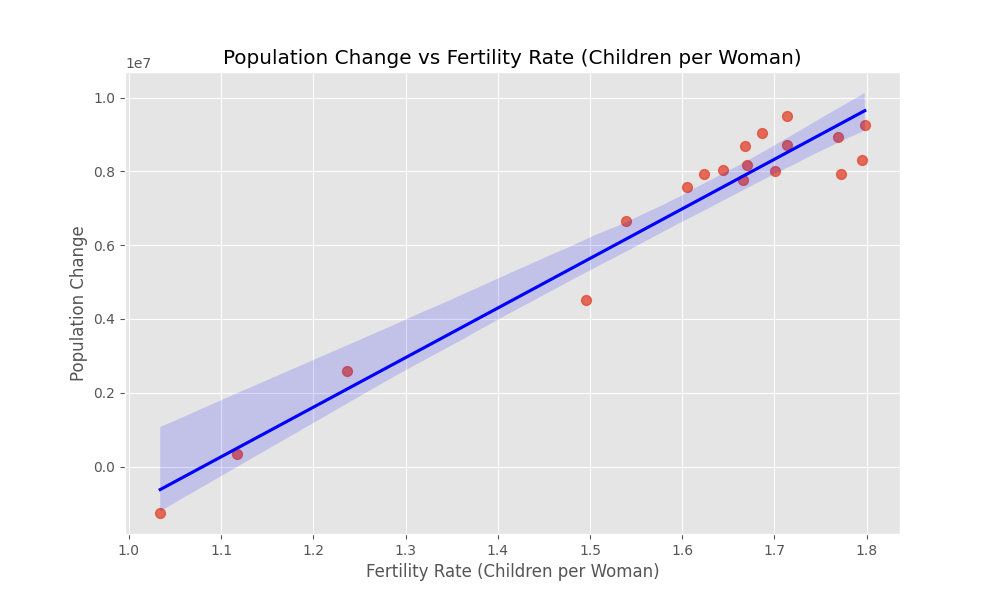 Population Change vs Fertility Rate (Children per Woman)
1e7
1.0
0.8
0.6
0.4
0.2
0.0
Population Change
1.0 1.1 1.2 1.3 1.4 1.5 1.6 1.7 1.8
Fertility Rate (Children per Woman)